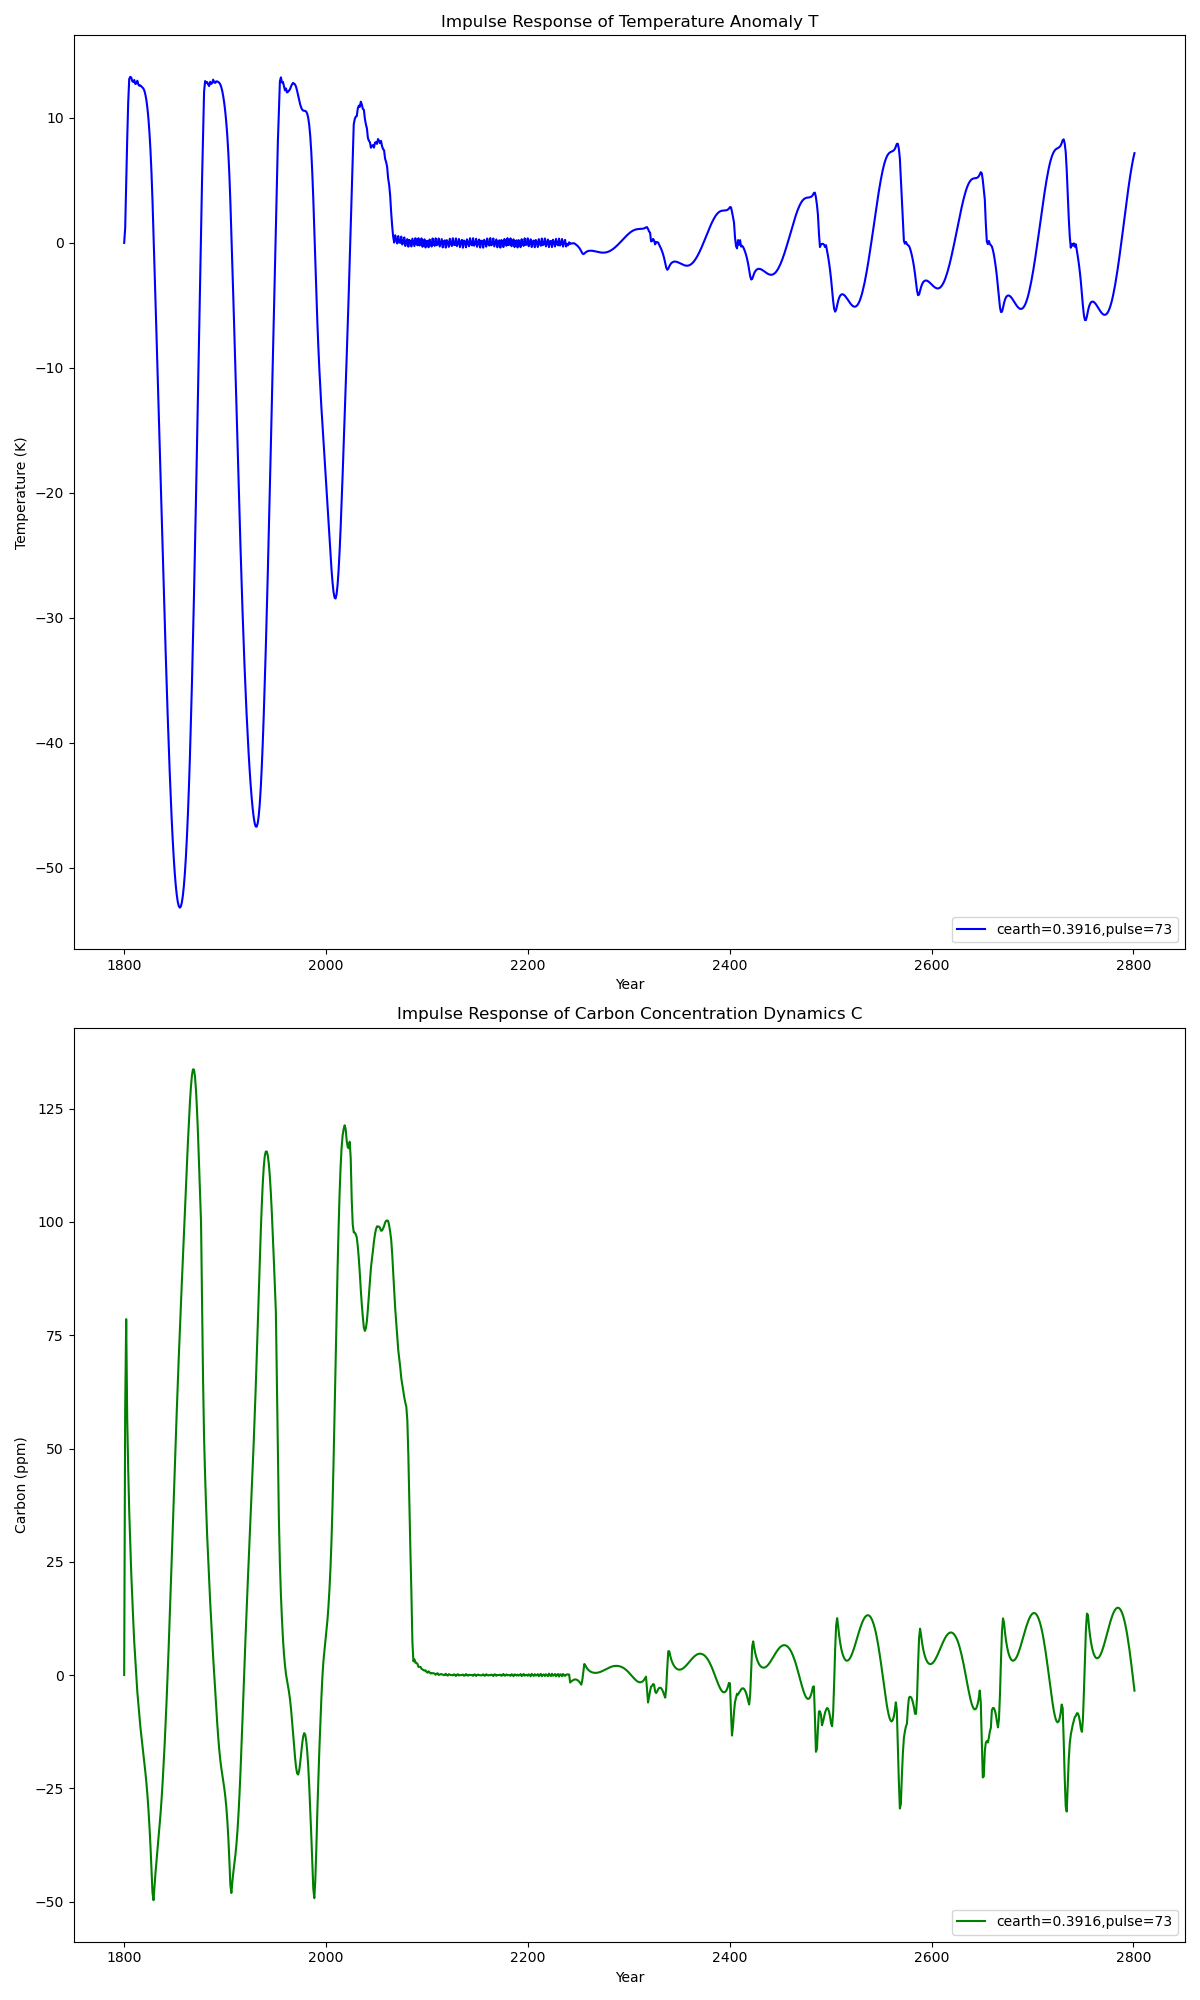 Impulse Response of Temperature Anomaly T
10
0
−10
−20
−30
−40
−50
Temperature (K)
1800 2000 2200 2400 2600 2800
Year
cearth=0.3916,pulse=73
Impulse Response of Carbon Concentration Dynamics C
125
100
75
50
25
0
−25
−50
Carbon (ppm)
1800 2000 2200 2400 2600 2800
Year
cearth=0.3916,pulse=73